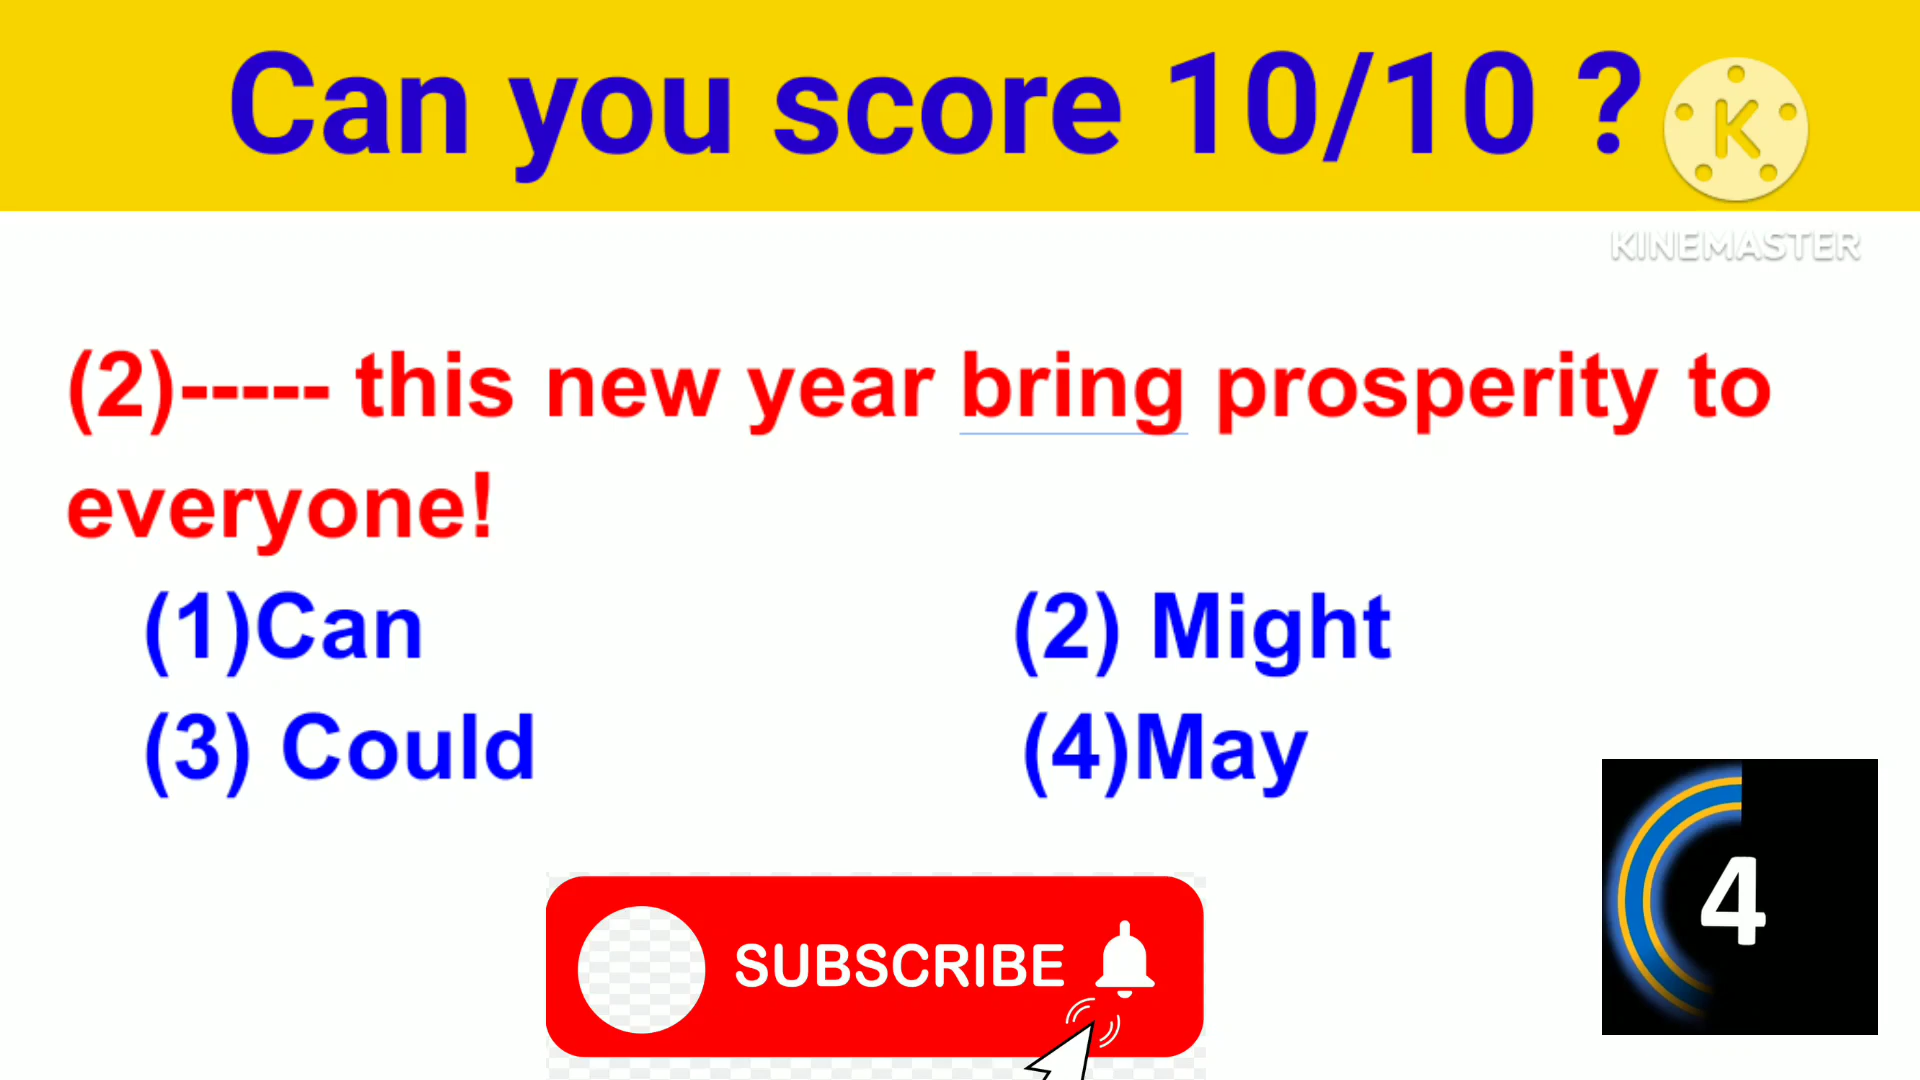 Can you score 10/10 ?
K
KINEMASTER
(2)----- this new year bring prosperity to
everyone!
(1)Can (2) Might
(3) Could (4)May
4
SUBSCRIBE